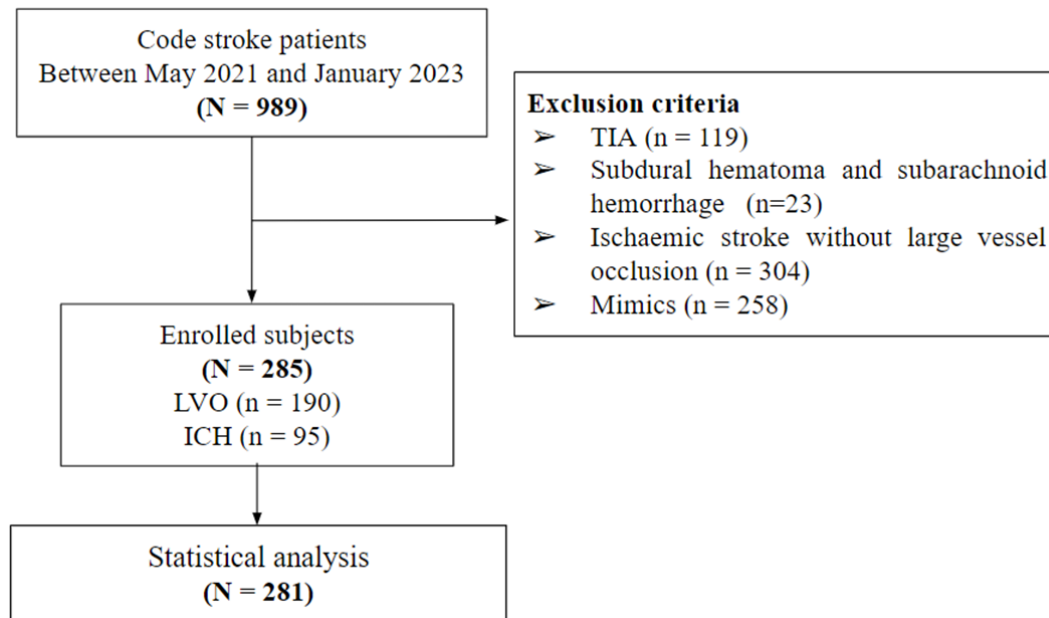 Code stroke patients
Between May 2021 and January 2023
(N = 989)
Exclusion criteria
➢ TIA (n = 119)
➢ Subdural hematoma and subarachnoid
hemorrhage (n=23)
➢ Ischaemic stroke without large vessel
occlusion (n = 304)
➢ Mimics (n = 258)
Enrolled subjects
(N = 285)
LVO (n = 190)
ICH (n = 95)
Statistical analysis
(N = 281)